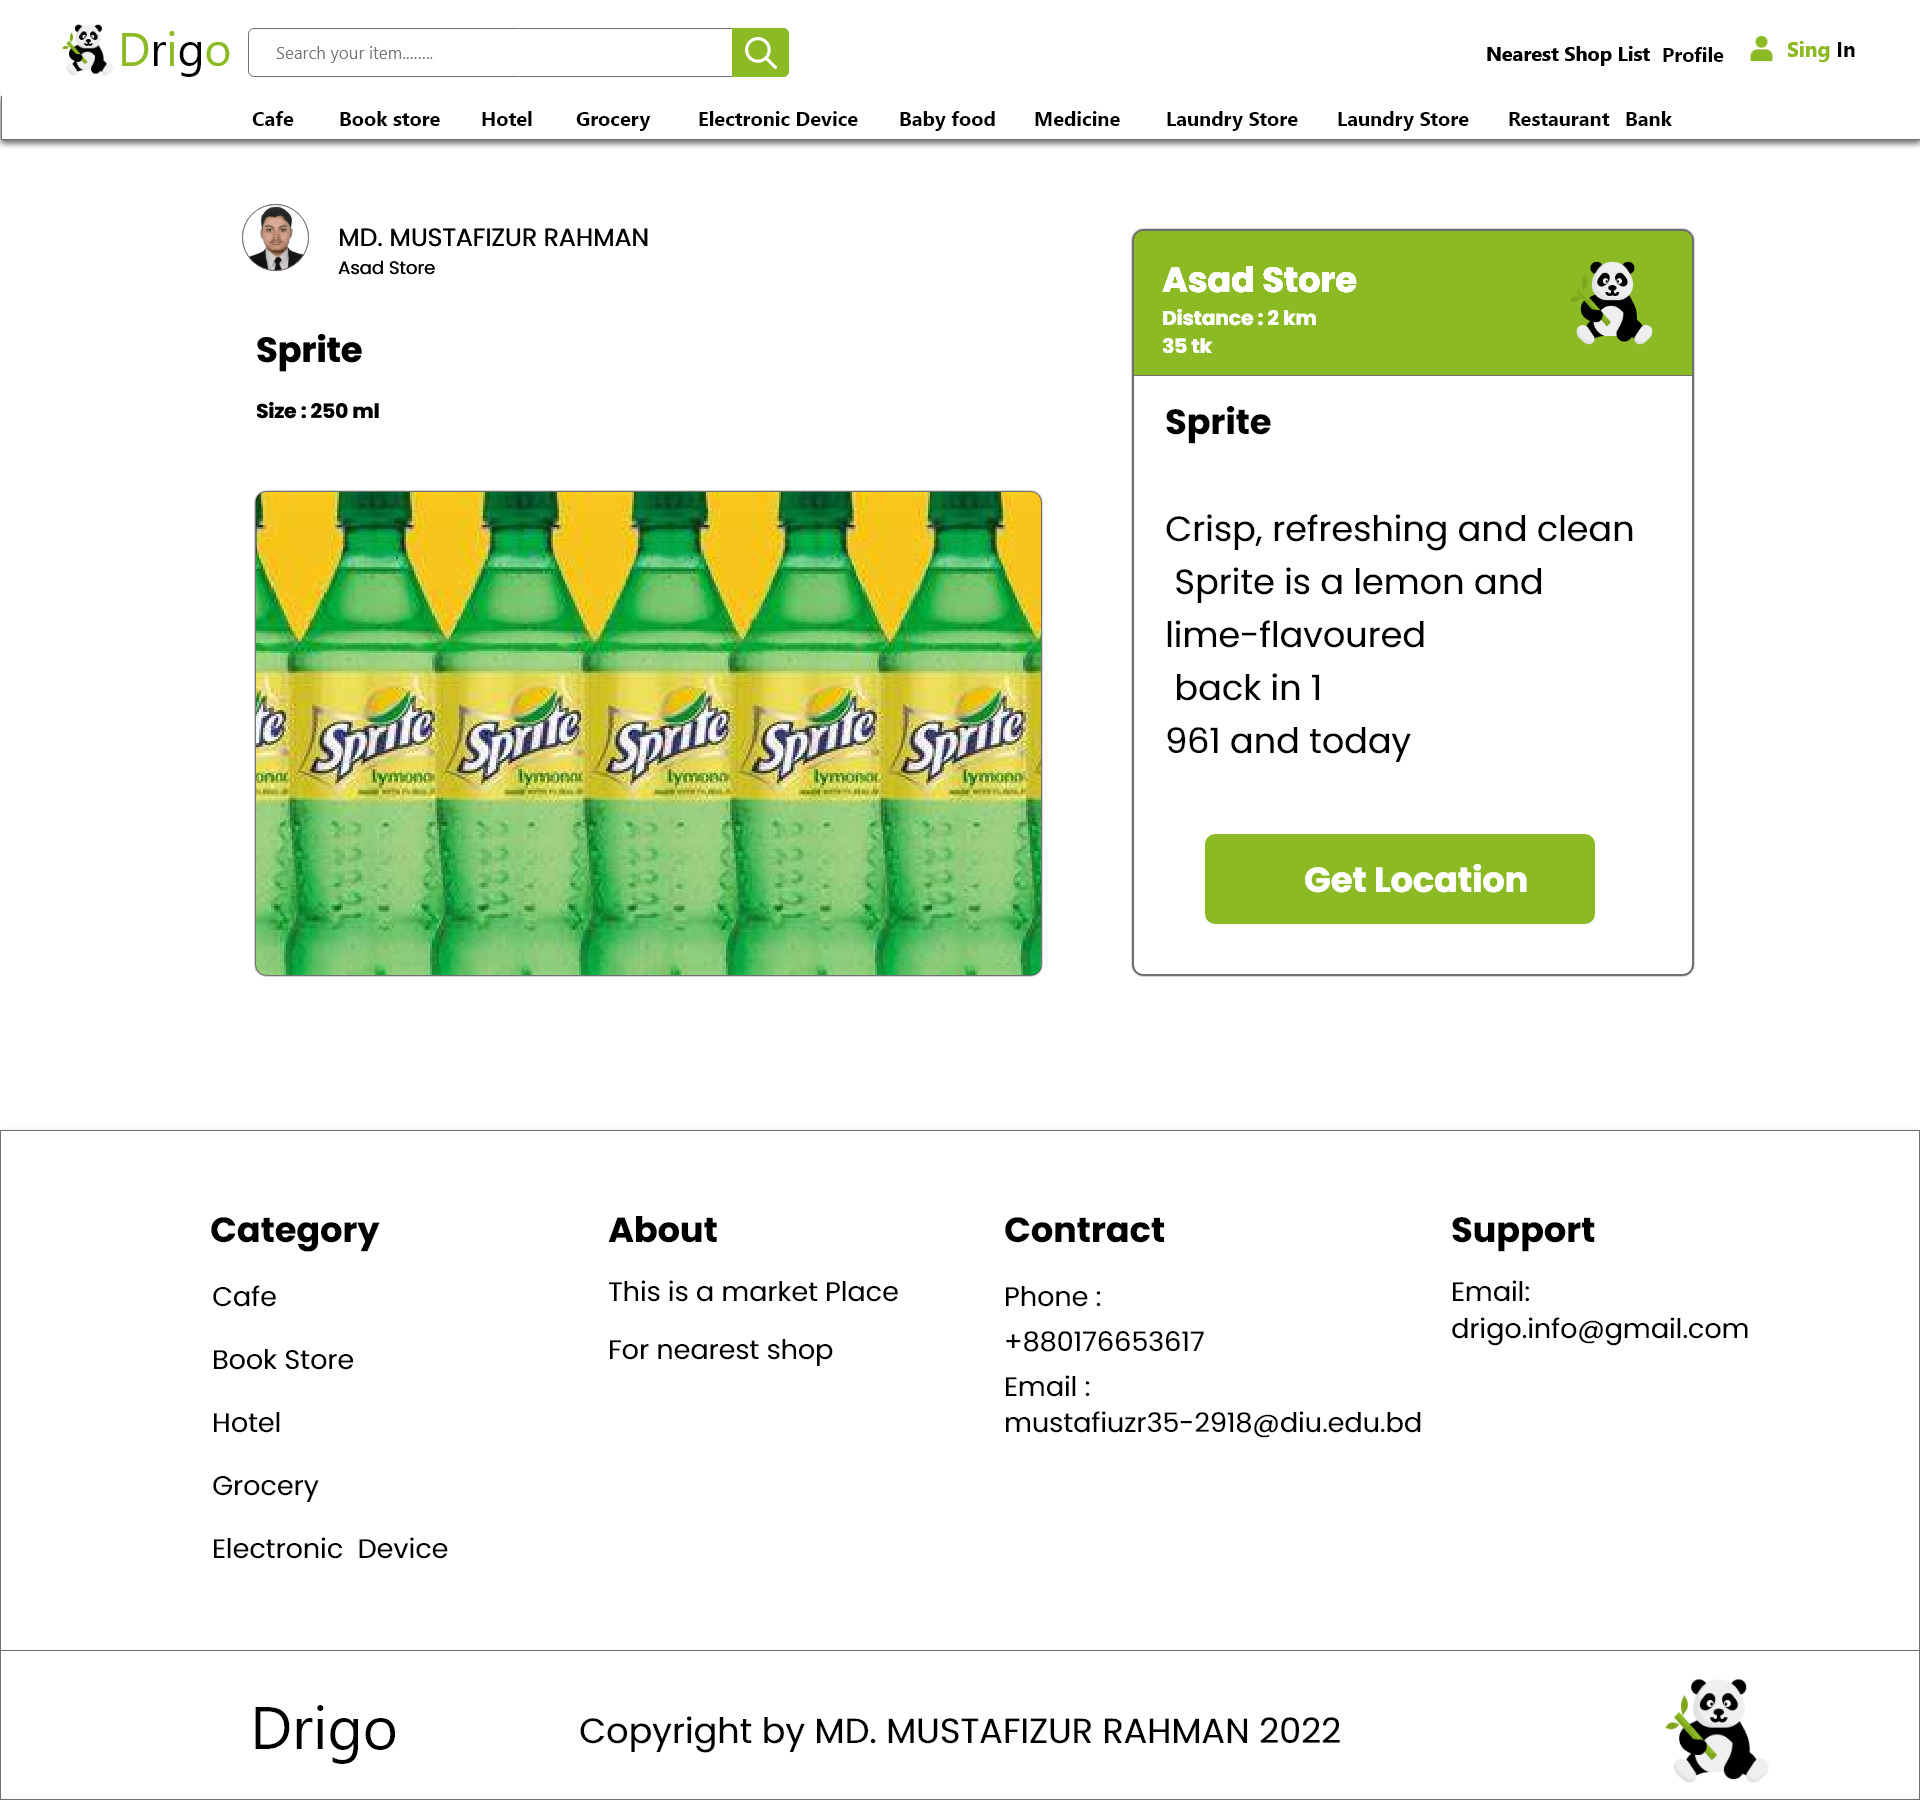 Drigo
Search your item........
Nearest Shop List
Profile
Sing In
Cafe
Book store
Hotel
Grocery
Electronic Device
Baby food
Medicine
Laundry Store
Laundry Store
Restaurant
Bank
MD. MUSTAFIZUR RAHMAN
Asad Store
Sprite
Size : 250 ml
Sprite
Sprite
Sprite
Sprite
Sprite
Asad Store
Distance : 2 km
35 tk
Sprite
Crisp, refreshing and clean
Sprite is a lemon and
lime-flavoured
back in 1
961 and today
Get Location
Category
Cafe
Book Store
Hotel
Grocery
Electronic Device
About
This is a market Place
For nearest shop
Contract
Phone :
+880176653617
Email :
mustafiuzr35-2918@diu.edu.bd
Support
Email:
drigo.info@gmail.com
Drigo
Copyright by MD. MUSTAFIZUR RAHMAN 2022